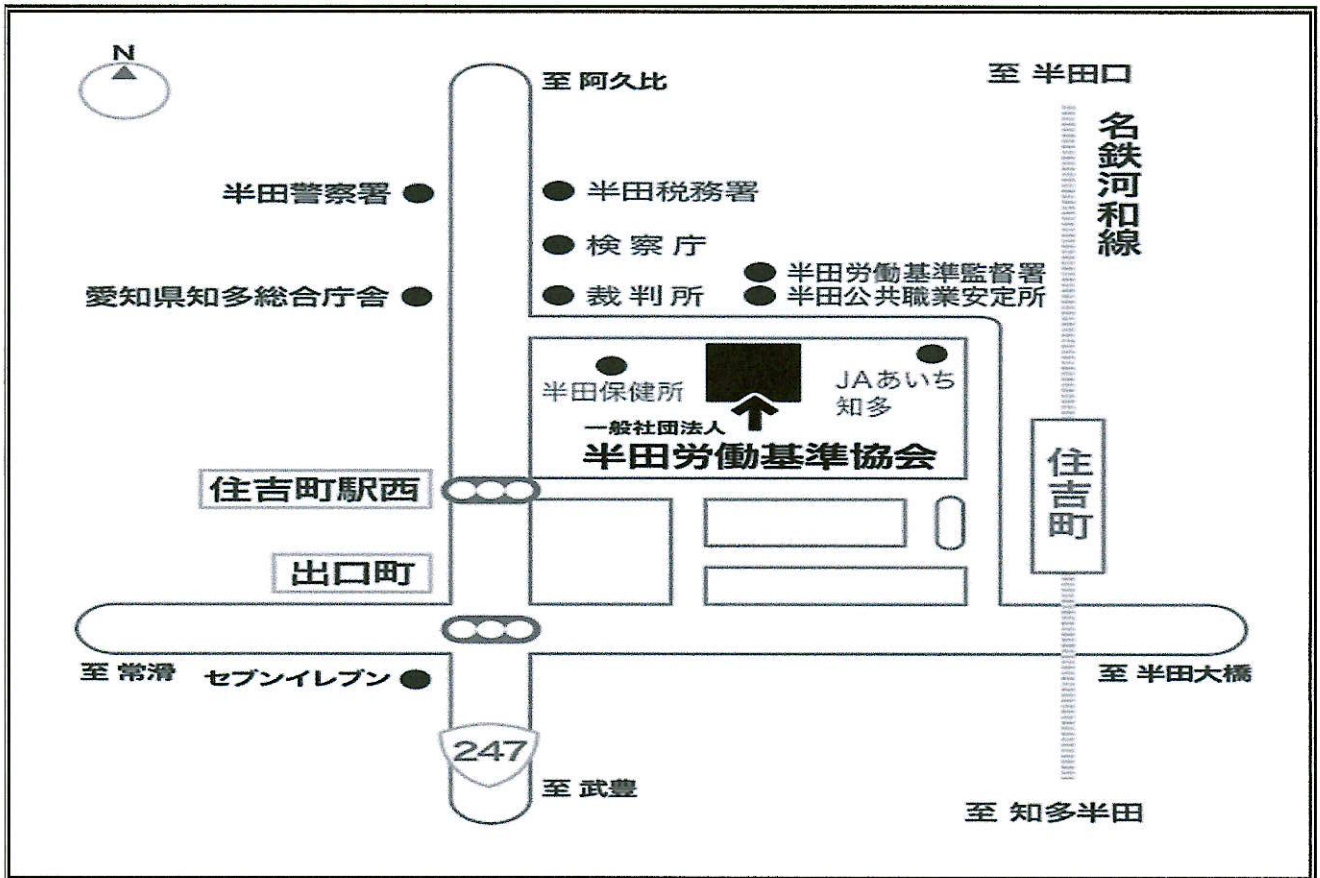 N
至 阿久比
至 半田口
名鉄河和線
半田警察署
半田税務署
検察庁
半田労働基準監督署
愛知県知多総合庁舎
裁判所
半田公共職業安定所
半田保健所
JAあいち
知多
一般社団法人
半田労働基準協会
住吉町駅西
住吉町
出口町
至 常滑
セブンイレブン
至 半田大橋
247
至 武豊
至 知多半田